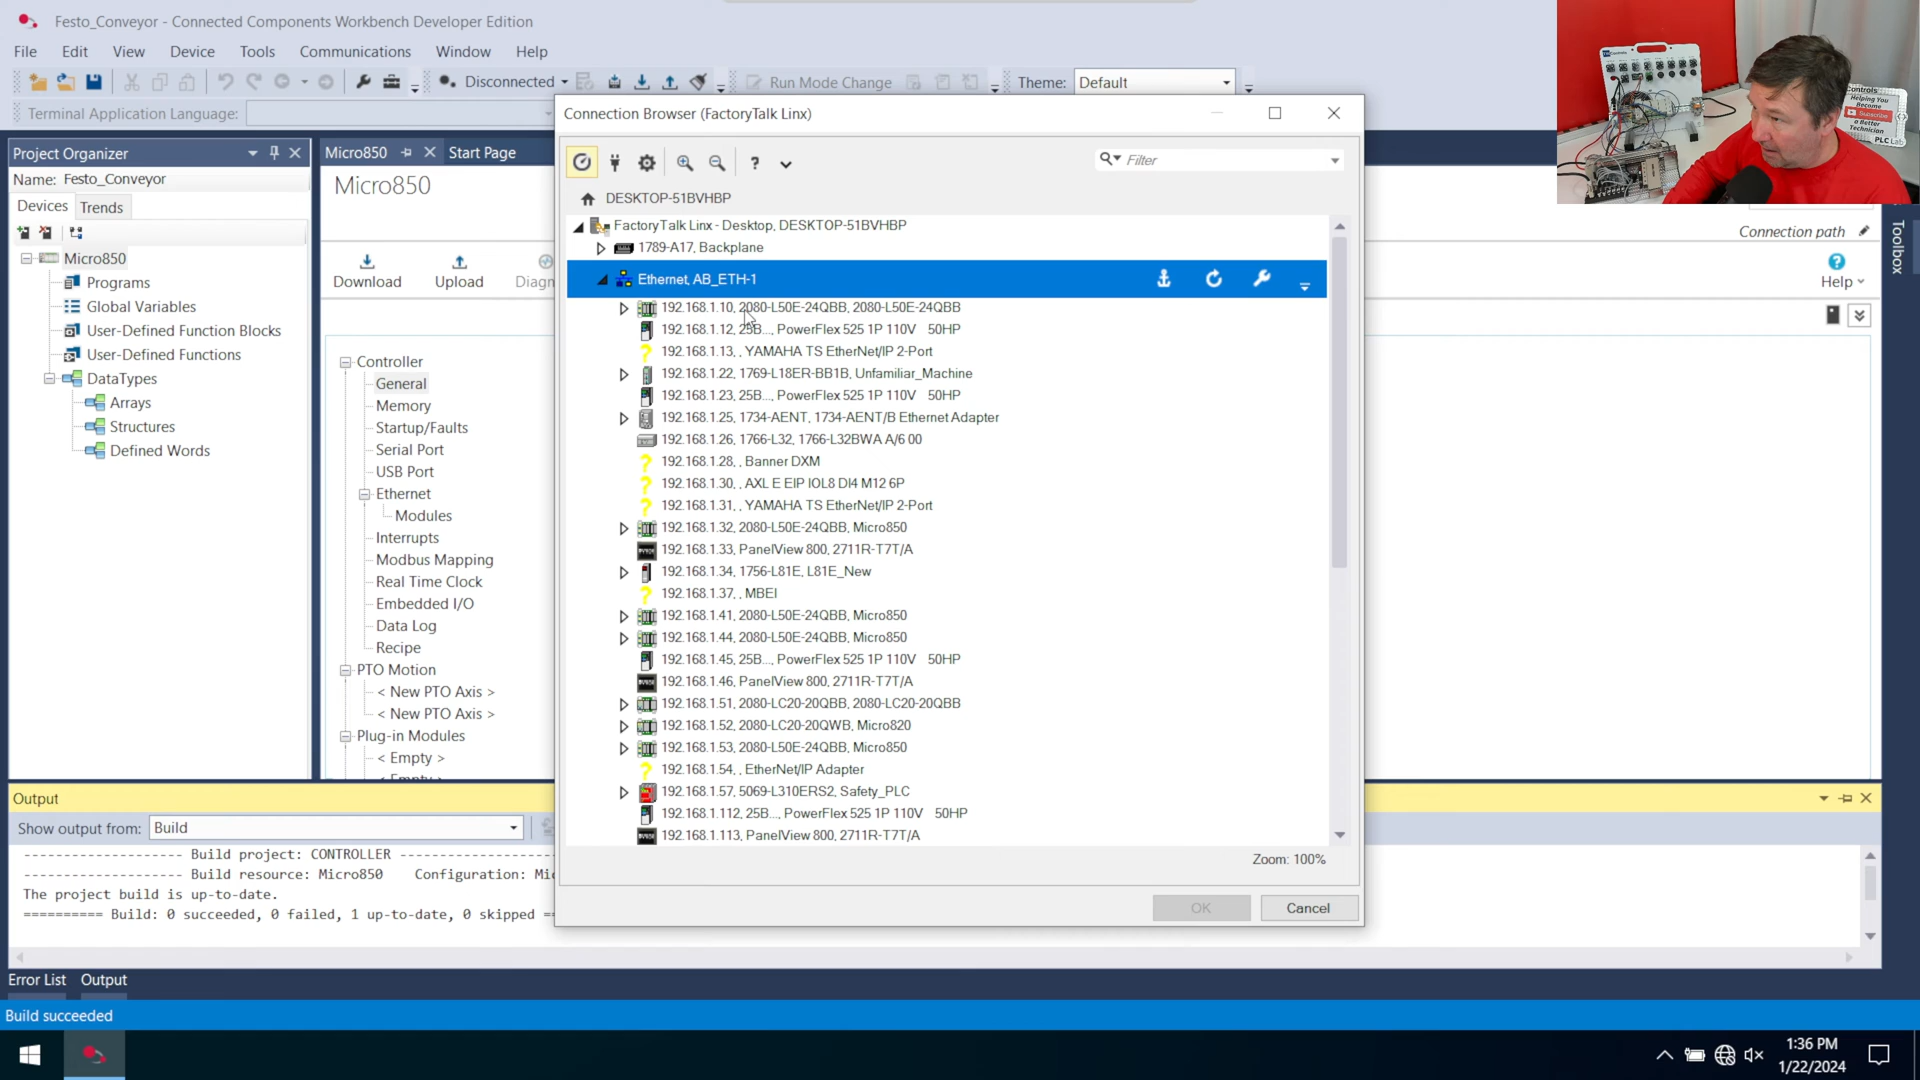 Festo_Conveyor - Connected Components Workbench Developer Edition
File Edit View Device Tools Communications Window Help
Disconnected Run Mode Change Theme: Default
Terminal Application Language:
Connection Browser (FactoryTalk Linx)
Project Organizer
Name: Festo_Conveyor
Devices Trends
Micro850
Programs
Global Variables
User-Defined Function Blocks
User-Defined Functions
DataTypes
Arrays
Structures
Defined Words
Micro850 Start Page
Micro850
Download Upload Diagn
Connection path
Help
Toolbox
Controller
General
Memory
Startup/Faults
Serial Port
USB Port
Ethernet
Modules
Interrupts
Modbus Mapping
Real Time Clock
Embedded I/O
Data Log
Recipe
PTO Motion
< New PTO Axis >
< New PTO Axis >
Plug-in Modules
< Empty >
< Empty >
Filter
DESKTOP-51BVHBP
FactoryTalk Linx - Desktop, DESKTOP-51BVHBP
1789-A17, Backplane
Ethernet, AB_ETH-1
192.168.1.10, 2080-L50E-24QBB, 2080-L50E-24QBB
192.168.1.12, 25B..., PowerFlex 525 1P 110V 50HP
192.168.1.13, , YAMAHA TS EtherNet/IP 2-Port
192.168.1.22, 1769-L18ER-BB1B, Unfamiliar_Machine
192.168.1.23, 25B..., PowerFlex 525 1P 110V 50HP
192.168.1.25, 1734-AENT, 1734-AENT/B Ethernet Adapter
192.168.1.26, 1766-L32, 1766-L32BWA A/6 00
192.168.1.28, , Banner DXM
192.168.1.30, , AXL E EIP IOL8 DI4 M12 6P
192.168.1.31, , YAMAHA TS EtherNet/IP 2-Port
192.168.1.32, 2080-L50E-24QBB, Micro850
192.168.1.33, PanelView 800, 2711R-T7T/A
192.168.1.34, 1756-L81E, L81E_New
192.168.1.37, , MBEI
192.168.1.41, 2080-L50E-24QBB, Micro850
192.168.1.44, 2080-L50E-24QBB, Micro850
192.168.1.45, 25B..., PowerFlex 525 1P 110V 50HP
192.168.1.46, PanelView 800, 2711R-T7T/A
192.168.1.51, 2080-LC20-20QBB, 2080-LC20-20QBB
192.168.1.52, 2080-LC20-20QWB, Micro820
192.168.1.53, 2080-L50E-24QBB, Micro850
192.168.1.54, , EtherNet/IP Adapter
192.168.1.57, 5069-L310ERS2, Safety_PLC
192.168.1.112, 25B..., PowerFlex 525 1P 110V 50HP
192.168.1.113, PanelView 800, 2711R-T7T/A
Zoom: 100%
OK Cancel
Output
Show output from: Build
------------------- Build project: CONTROLLER
------------------- Build resource: Micro850 Configuration: Mic
The project build is up-to-date.
========== Build: 0 succeeded, 0 failed, 1 up-to-date, 0 skipped ==
Error List Output
Build succeeded
1:36 PM
1/22/2024
Controls
Helping You
Become
Subscribe
a Better
Technician
PLC Lab